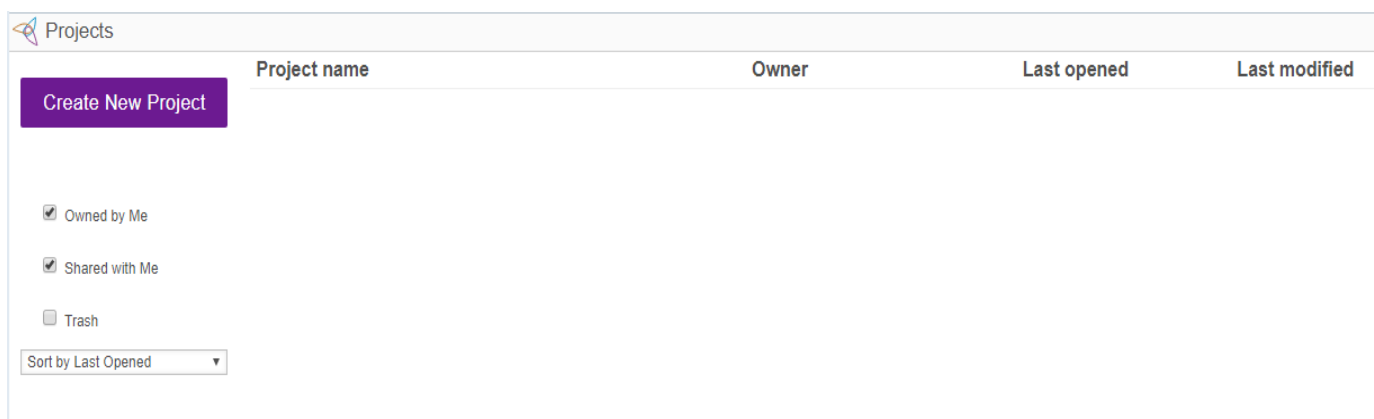 Projects
Project name Owner Last opened Last modified
Create New Project
Owned by Me
Shared with Me
Trash
Sort by Last Opened